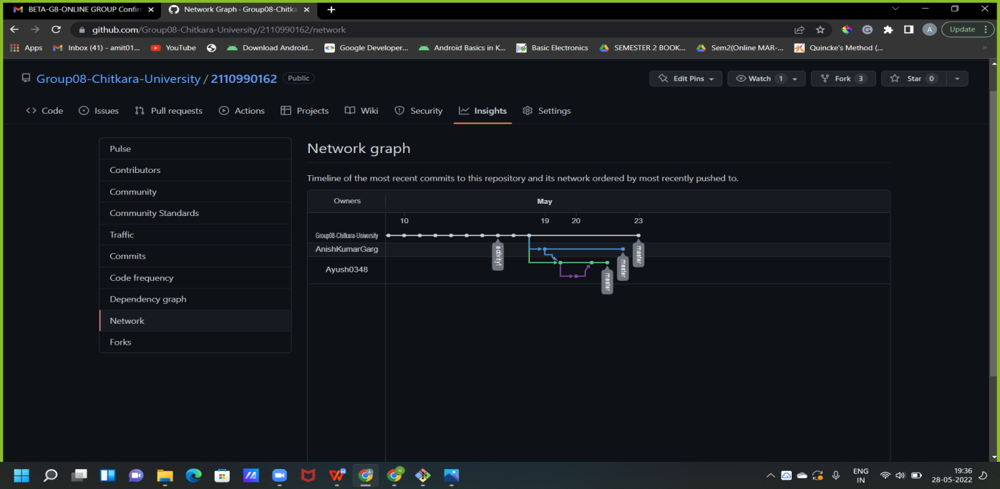 BETA-G8-ONLINE GROUP Confirm
Network Graph · Group08-Chitka
github.com/Group08-Chitkara-University/2110990162/network
A
Update
Apps
Inbox (41) - amit01...
YouTube
Download Android...
Google Developer...
Android Basics in K...
Basic Electronics
SEMESTER 2 BOOK...
Sem2(Online MAR-...
Quincke's Method (...
»
Group08-Chitkara-University / 2110990162
Public
Edit Pins
Watch 1
Fork 3
Star 0
Code
Issues
Pull requests
Actions
Projects
Wiki
Security
Insights
Settings
Pulse
Contributors
Community
Community Standards
Traffic
Commits
Code frequency
Dependency graph
Network
Forks
Network graph
Timeline of the most recent commits to this repository and its network ordered by most recently pushed to.
Owners
May
10
19
20
23
Group08-Chitkara-University
AnishKumarGarg
Ayush0348
activity1
master
master
master
ENG
IN
19:36
28-05-2022